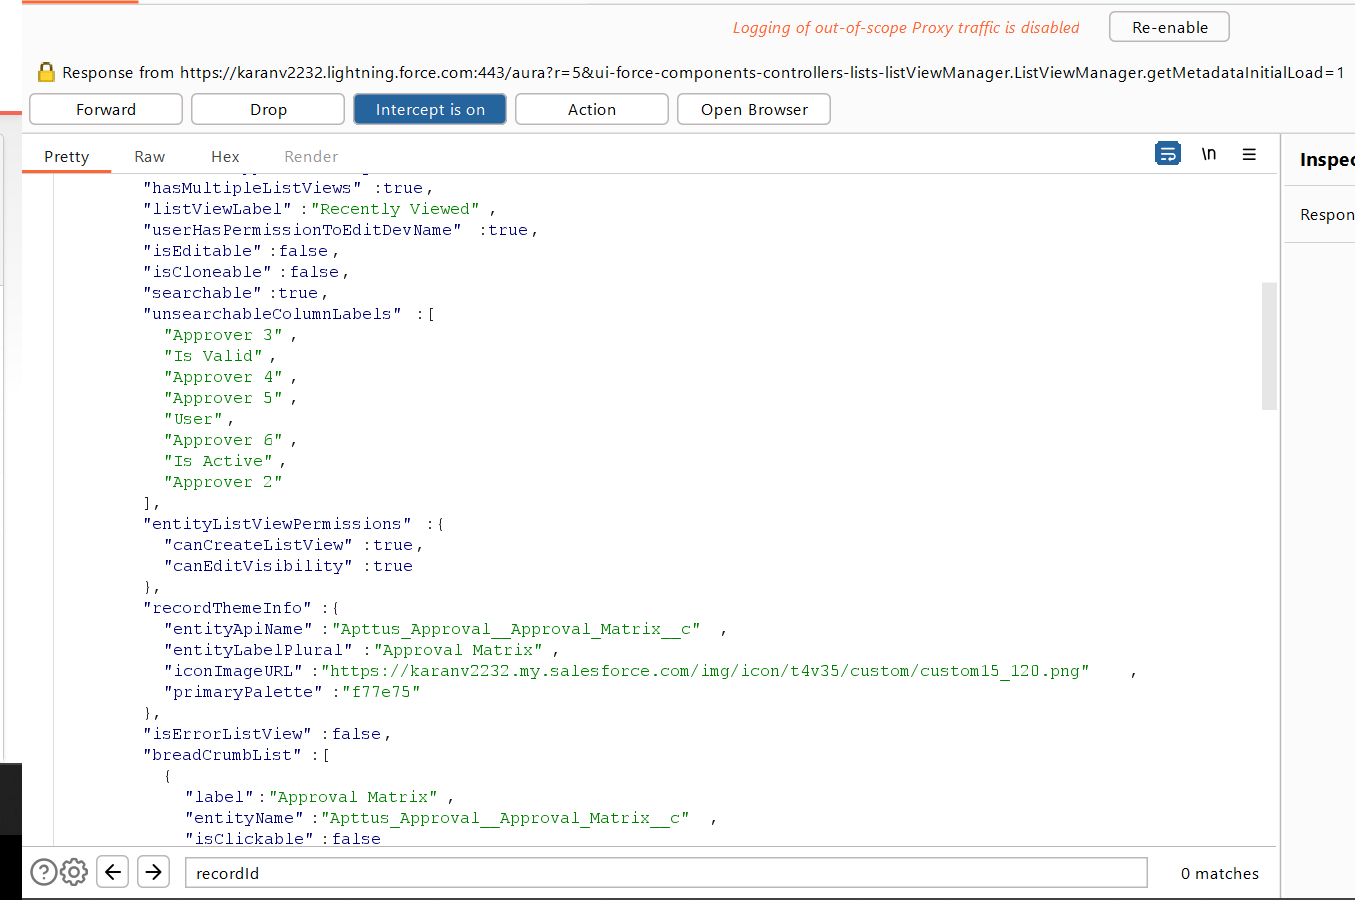 Logging of out-of-scope Proxy traffic is disabled
Re-enable
Response from https://karanv2232.lightning.force.com:443/aura?r=5&ui-force-components-controllers-lists-listViewManager.ListViewManager.getMetadataInitialLoad=1
Forward Drop Intercept is on Action Open Browser
Pretty Raw Hex Render \n
Inspec
Respon
"hasMultipleListViews" :true,
"listViewLabel" :"Recently Viewed" ,
"userHasPermissionToEditDevName" :true,
"isEditable" :false,
"isCloneable" :false,
"searchable" :true,
"unsearchableColumnLabels" :[
"Approver 3" ,
"Is Valid" ,
"Approver 4" ,
"Approver 5" ,
"User",
"Approver 6" ,
"Is Active" ,
"Approver 2"
],
"entityListViewPermissions" :{
"canCreateListView" :true,
"canEditVisibility" :true
},
"recordThemeInfo" :{
"entityApiName" :"Apttus_Approval__Approval_Matrix__c" ,
"entityLabelPlural" :"Approval Matrix" ,
"iconImageURL" :"https://karanv2232.my.salesforce.com/img/icon/t4v35/custom/custom15_120.png" ,
"primaryPalette" :"f77e75"
},
"isErrorListView" :false,
"breadCrumbList" :[
{
"label":"Approval Matrix" ,
"entityName" :"Apttus_Approval__Approval_Matrix__c" ,
"isClickable" :false
recordId
0 matches